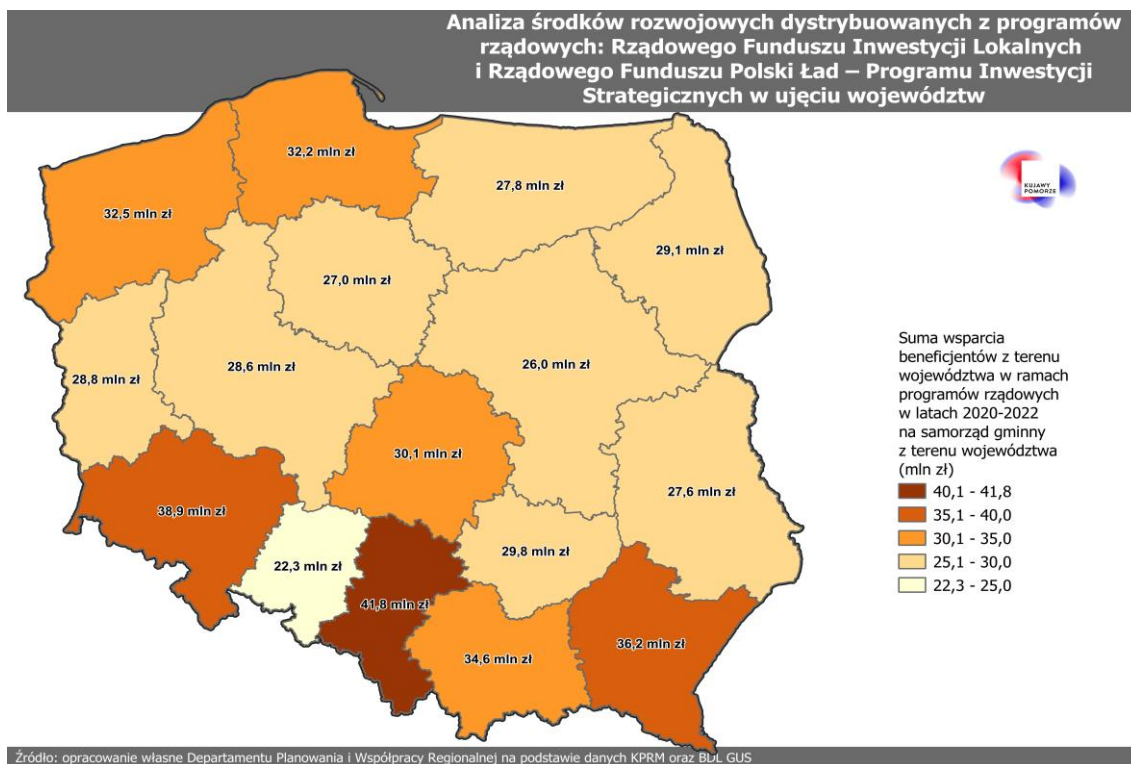 Analiza środków rozwojowych dystrybuowanych z programów
rządowych: Rządowego Funduszu Inwestycji Lokalnych
i Rządowego Funduszu Polski Ład – Programu Inwestycji
Strategicznych w ujęciu województw
KUJAWY
POMORZE
32,2 mln zł
27,8 mln zł
32,5 mln zł
29,1 mln zł
27,0 mln zł
28,6 mln zł
26,0 mln zł
28,8 mln zł
30,1 mln zł
27,6 mln zł
38,9 mln zł
29,8 mln zł
22,3 mln zł
41,8 mln zł
36,2 mln zł
34,6 mln zł
Suma wsparcia
beneficjentów z terenu
województwa w ramach
programów rządowych
w latach 2020-2022
na samorząd gminny
z terenu województwa
(mln zł)
40,1 - 41,8
35,1 - 40,0
30,1 - 35,0
25,1 - 30,0
22,3 - 25,0
Źródło: opracowanie własne Departamentu Planowania i Współpracy Regionalnej na podstawie danych KPRM oraz BDL GUS